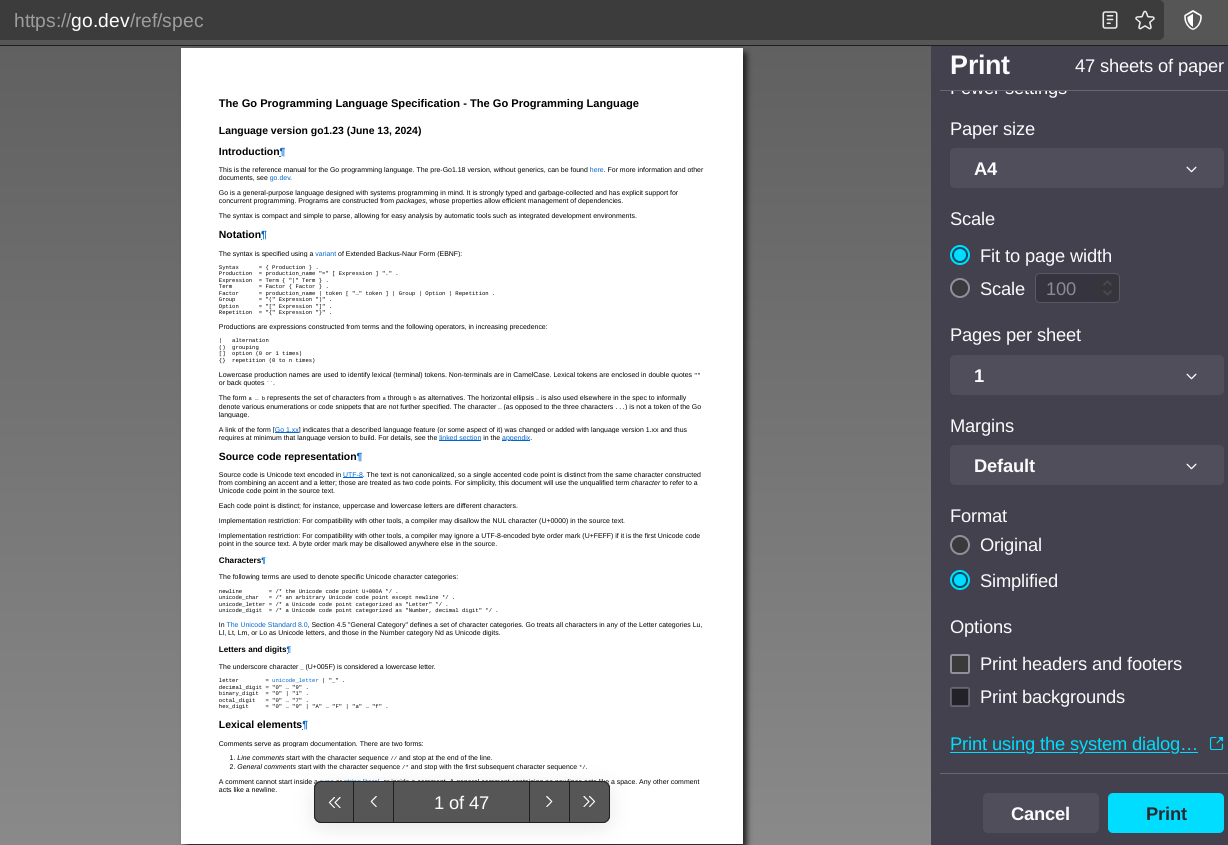 https://go.dev/ref/spec
Print
47 sheets of paper
Fewer settings
Paper size
A4
Scale
Fit to page width
Scale 100
Pages per sheet
1
Margins
Default
Format
Original
Simplified
Options
Print headers and footers
Print backgrounds
Print using the system dialog…
Cancel
Print
The Go Programming Language Specification - The Go Programming Language
Language version go1.23 (June 13, 2024)
Introduction¶
This is the reference manual for the Go programming language. The pre-Go1.18 version, without generics, can be found here. For more information and other
documents, see go.dev.
Go is a general-purpose language designed with systems programming in mind. It is strongly typed and garbage-collected and has explicit support for
concurrent programming. Programs are constructed from packages, whose properties allow efficient management of dependencies.
The syntax is compact and simple to parse, allowing for easy analysis by automatic tools such as integrated development environments.
Notation¶
The syntax is specified using a variant of Extended Backus-Naur Form (EBNF):
Syntax      = { Production } .
Production  = production_name "=" [ Expression ] "." .
Expression  = Term { "|" Term } .
Term        = Factor { Factor } .
Factor      = production_name | token [ "…" token ] | Group | Option | Repetition .
Group       = "(" Expression ")" .
Option      = "[" Expression "]" .
Repetition  = "{" Expression "}" .
Productions are expressions constructed from terms and the following operators, in increasing precedence:
|   alternation
()  grouping
[]  option (0 or 1 times)
{}  repetition (0 to n times)
Lowercase production names are used to identify lexical (terminal) tokens. Non-terminals are in CamelCase. Lexical tokens are enclosed in double quotes ""
or back quotes ``.
The form a … b represents the set of characters from a through b as alternatives. The horizontal ellipsis … is also used elsewhere in the spec to informally
denote various enumerations or code snippets that are not further specified. The character … (as opposed to the three characters ...) is not a token of the Go
language.
A link of the form [Go 1.xx] indicates that a described language feature (or some aspect of it) was changed or added with language version 1.xx and thus
requires at minimum that language version to build. For details, see the linked section in the appendix.
Source code representation¶
Source code is Unicode text encoded in UTF-8. The text is not canonicalized, so a single accented code point is distinct from the same character constructed
from combining an accent and a letter; those are treated as two code points. For simplicity, this document will use the unqualified term character to refer to a
Unicode code point in the source text.
Each code point is distinct; for instance, uppercase and lowercase letters are different characters.
Implementation restriction: For compatibility with other tools, a compiler may disallow the NUL character (U+0000) in the source text.
Implementation restriction: For compatibility with other tools, a compiler may ignore a UTF-8-encoded byte order mark (U+FEFF) if it is the first Unicode code
point in the source text. A byte order mark may be disallowed anywhere else in the source.
Characters¶
The following terms are used to denote specific Unicode character categories:
newline        = /* the Unicode code point U+000A */ .
unicode_char   = /* an arbitrary Unicode code point except newline */ .
unicode_letter = /* a Unicode code point categorized as "Letter" */ .
unicode_digit  = /* a Unicode code point categorized as "Number, decimal digit" */ .
In The Unicode Standard 8.0, Section 4.5 "General Category" defines a set of character categories. Go treats all characters in any of the Letter categories Lu,
Ll, Lt, Lm, or Lo as Unicode letters, and those in the Number category Nd as Unicode digits.
Letters and digits¶
The underscore character _ (U+005F) is considered a lowercase letter.
letter        = unicode_letter | "_" .
decimal_digit = "0" … "9" .
binary_digit  = "0" | "1" .
octal_digit   = "0" … "7" .
hex_digit     = "0" … "9" | "A" … "F" | "a" … "f" .
Lexical elements¶
Comments serve as program documentation. There are two forms:
1. Line comments start with the character sequence // and stop at the end of the line.
2. General comments start with the character sequence /* and stop with the first subsequent character sequence */.
A comment cannot start inside a a space. Any other comment
acts like a newline.
1 of 47